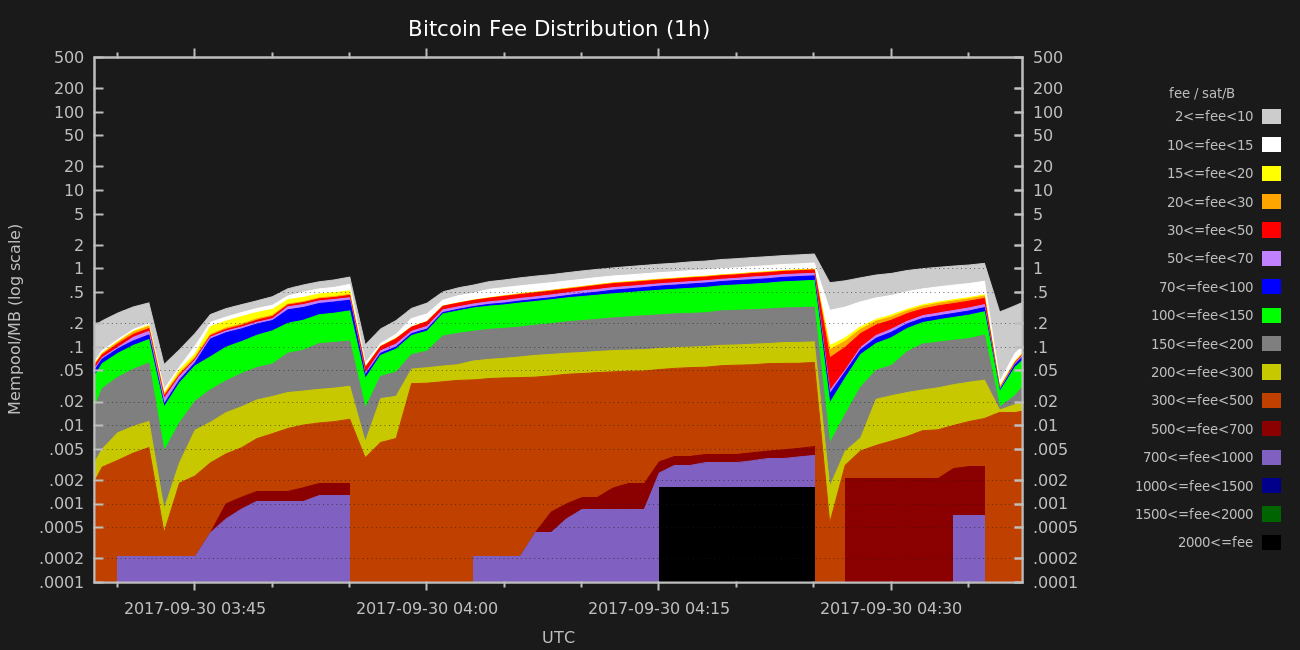 Bitcoin Fee Distribution (1h)
Mempool/MB (log scale)
500
200
100
50
20
10
5
2
1
.5
.2
.1
.05
.02
.01
.005
.002
.001
.0005
.0002
.0001
500
200
100
50
20
10
5
2
1
.5
.2
.1
.05
.02
.01
.005
.002
.001
.0005
.0002
.0001
2017-09-30 03:45
2017-09-30 04:00
2017-09-30 04:15
2017-09-30 04:30
UTC
fee / sat/B
2<=fee<10
10<=fee<15
15<=fee<20
20<=fee<30
30<=fee<50
50<=fee<70
70<=fee<100
100<=fee<150
150<=fee<200
200<=fee<300
300<=fee<500
500<=fee<700
700<=fee<1000
1000<=fee<1500
1500<=fee<2000
2000<=fee